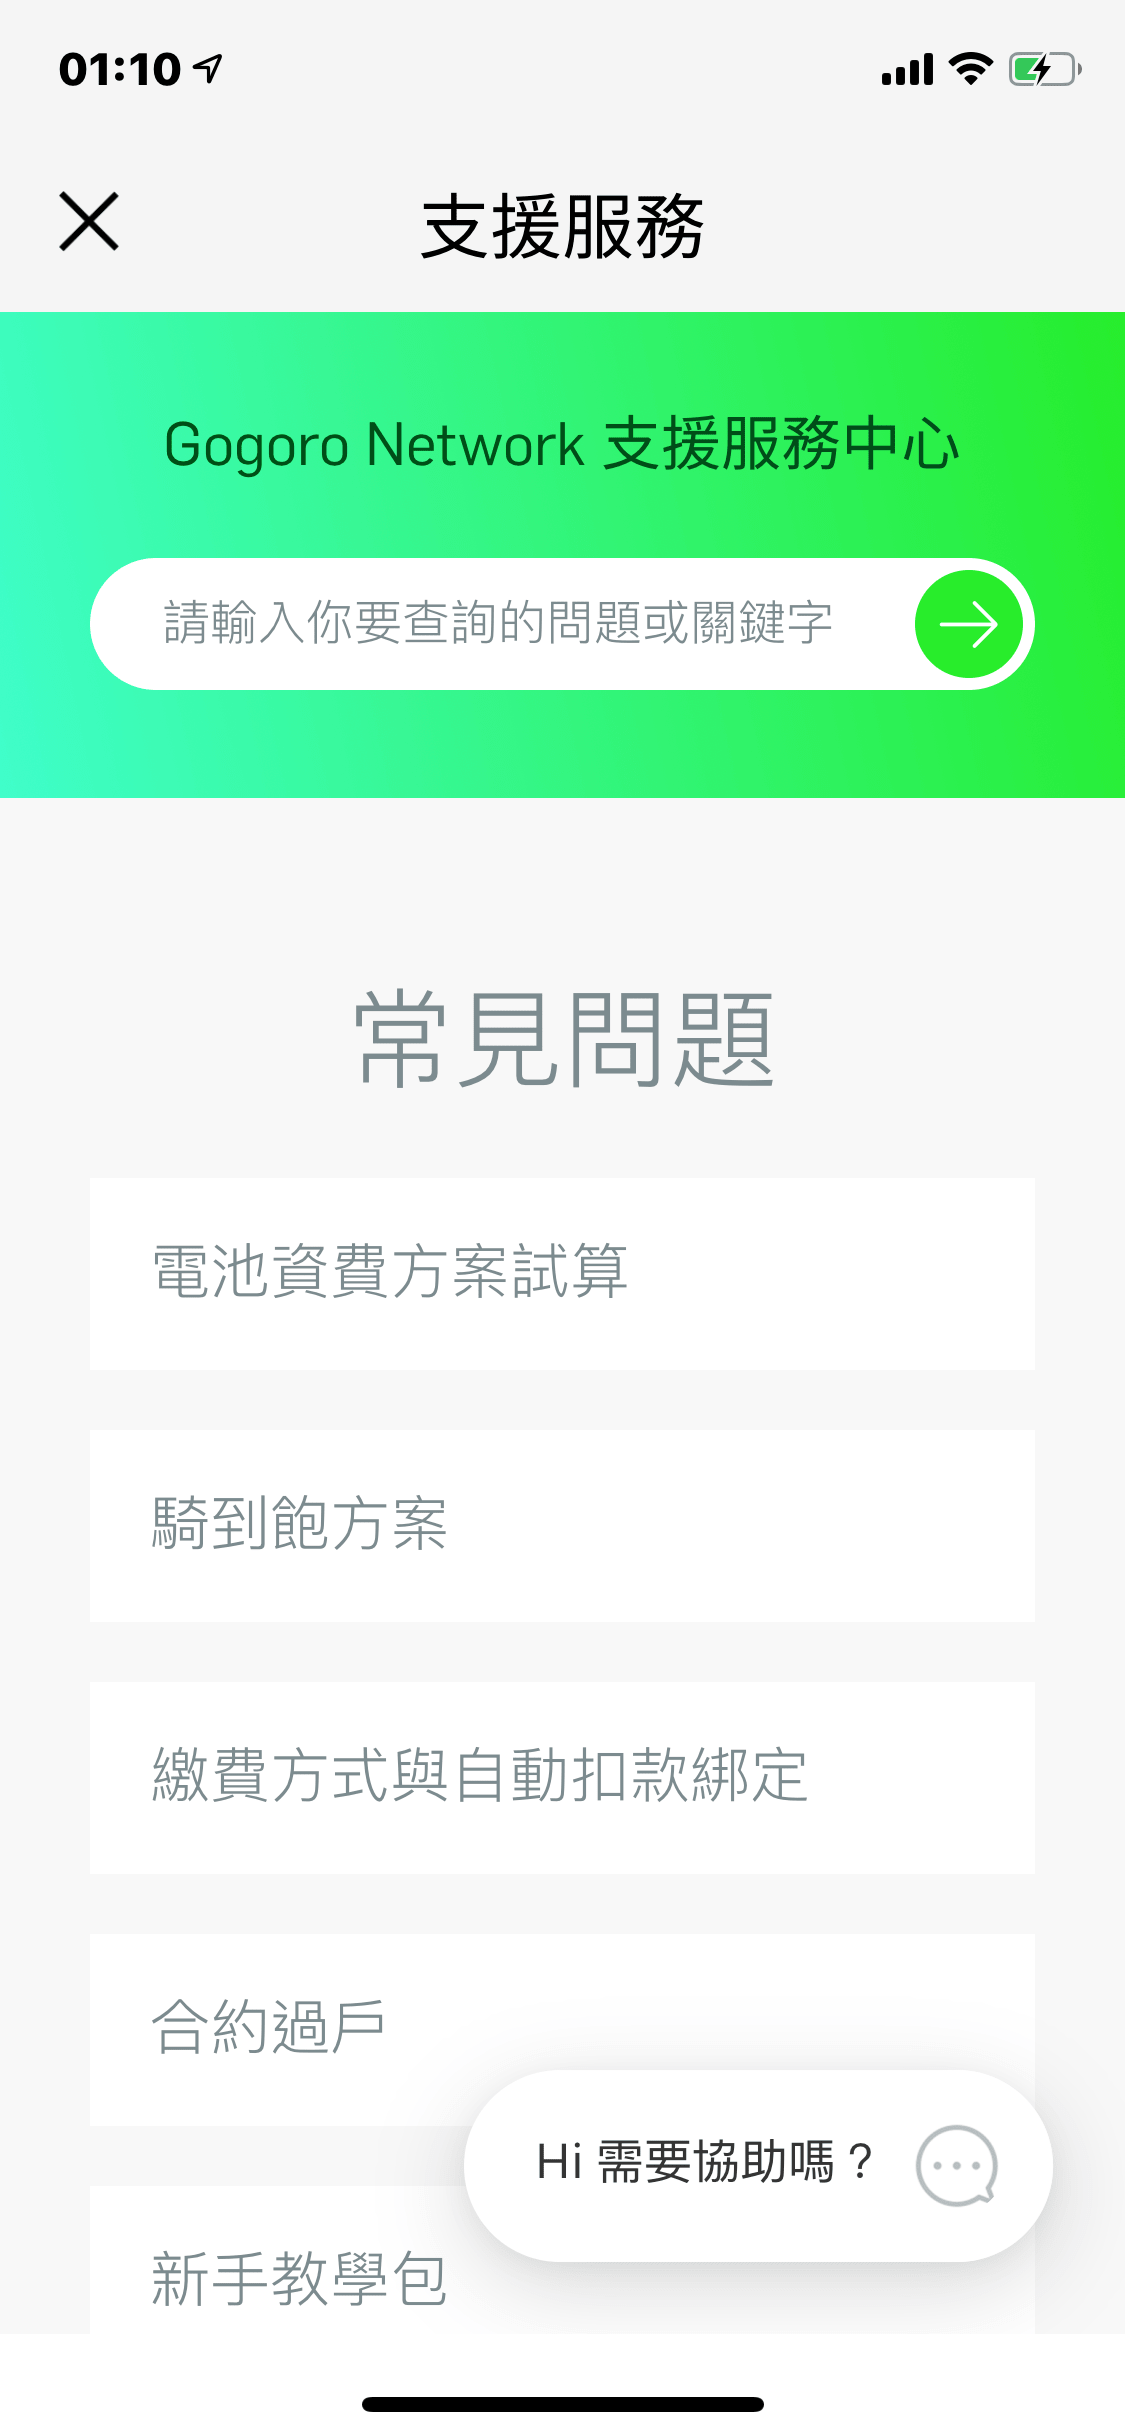 01:10
支援服務
Gogoro Network 支援服務中心
請輸入你要查詢的問題或關鍵字
常見問題
電池資費方案試算
騎到飽方案
繳費方式與自動扣款綁定
合約過戶
Hi 需要協助嗎？
新手教學包